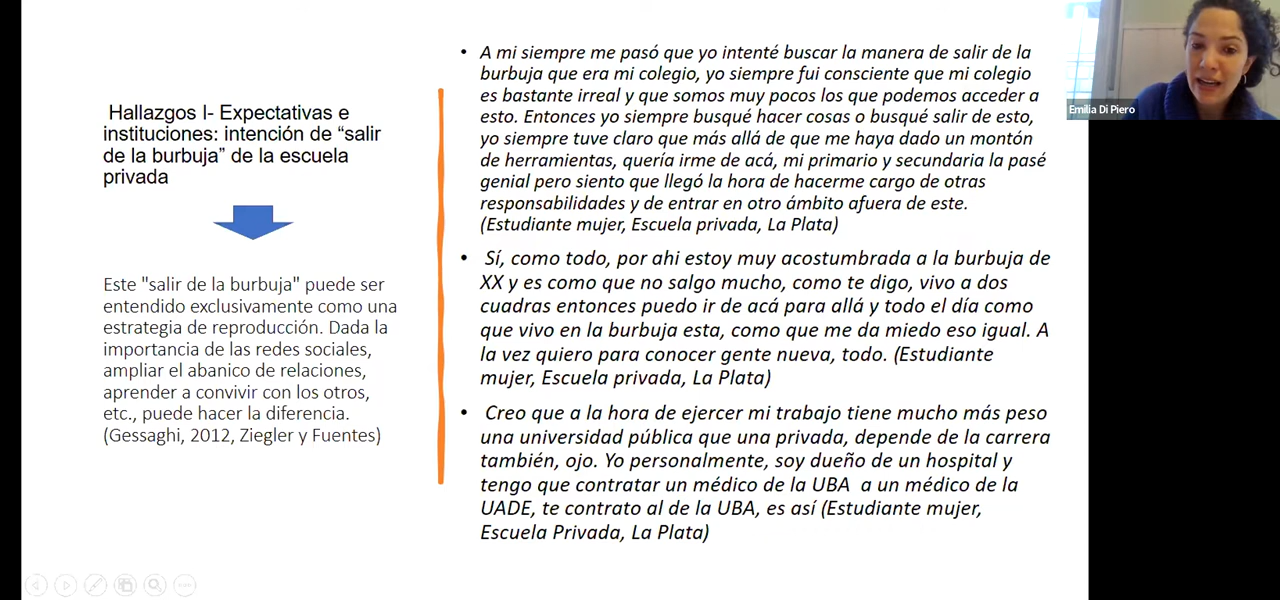 Hallazgos I- Expectativas e
instituciones: intención de “salir
de la burbuja” de la escuela
privada
Este "salir de la burbuja" puede ser
entendido exclusivamente como una
estrategia de reproducción. Dada la
importancia de las redes sociales,
ampliar el abanico de relaciones,
aprender a convivir con los otros,
etc., puede hacer la diferencia.
(Gessaghi, 2012, Ziegler y Fuentes)
• A mi siempre me pasó que yo intenté buscar la manera de salir de la
burbuja que era mi colegio, yo siempre fui consciente que mi colegio
es bastante irreal y que somos muy pocos los que podemos acceder a
esto. Entonces yo siempre busqué hacer cosas o busqué salir de esto,
yo siempre tuve claro que más allá de que me haya dado un montón
de herramientas, quería irme de acá, mi primario y secundaria la pasé
genial pero siento que llegó la hora de hacerme cargo de otras
responsabilidades y de entrar en otro ámbito afuera de este.
(Estudiante mujer, Escuela privada, La Plata)
• Sí, como todo, por ahi estoy muy acostumbrada a la burbuja de
XX y es como que no salgo mucho, como te digo, vivo a dos
cuadras entonces puedo ir de acá para allá y todo el día como
que vivo en la burbuja esta, como que me da miedo eso igual. A
la vez quiero para conocer gente nueva, todo. (Estudiante
mujer, Escuela privada, La Plata)
• Creo que a la hora de ejercer mi trabajo tiene mucho más peso
una universidad pública que una privada, depende de la carrera
también, ojo. Yo personalmente, soy dueño de un hospital y
tengo que contratar un médico de la UBA a un médico de la
UADE, te contrato al de la UBA, es así (Estudiante mujer,
Escuela Privada, La Plata)
Emilia Di Piero